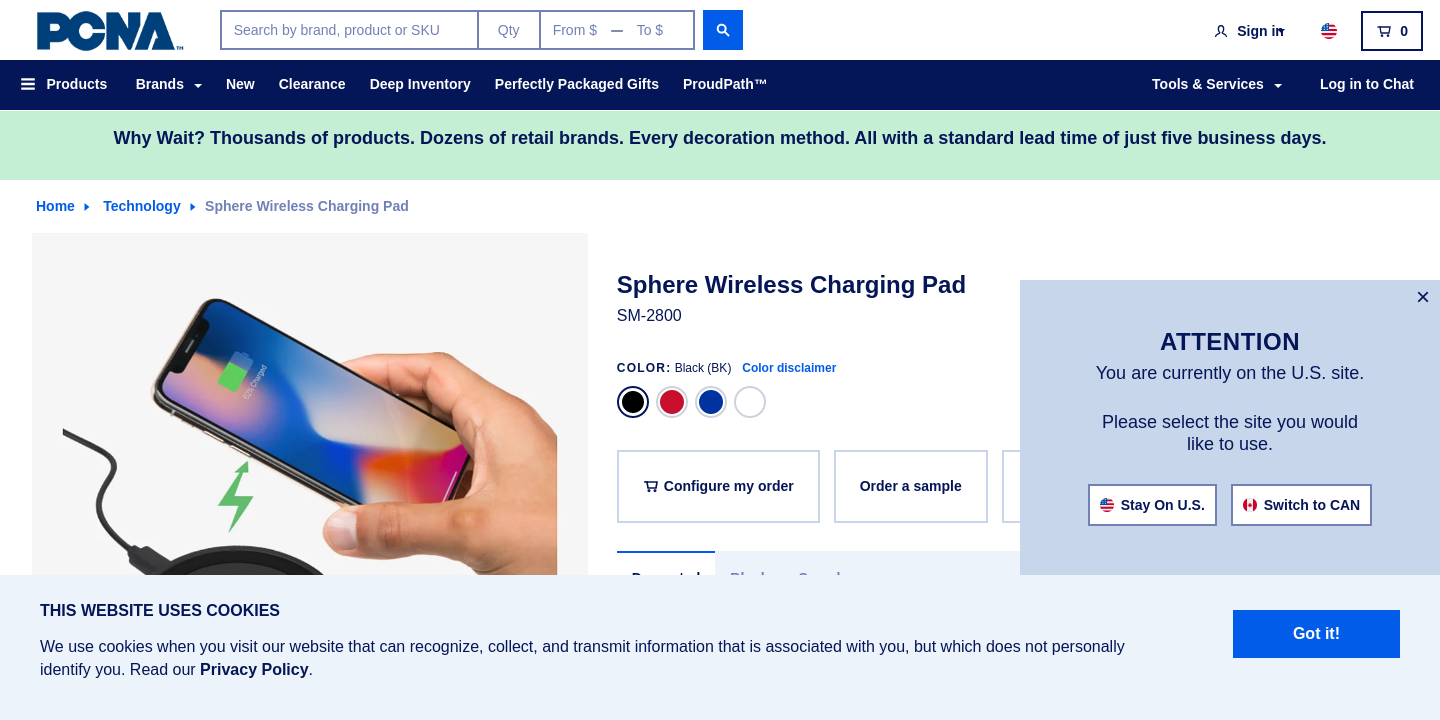 PCNA™
Search by brand, product or SKU
Qty
From $ — To $
Sign in
0
Products
Brands
New
Clearance
Deep Inventory
Perfectly Packaged Gifts
ProudPath™
Tools & Services
Log in to Chat
Why Wait? Thousands of products. Dozens of retail brands. Every decoration method. All with a standard lead time of just five business days.
Home
Technology
Sphere Wireless Charging Pad
62% Charged
Sphere Wireless Charging Pad
SM-2800
COLOR: Black (BK) Color disclaimer
Configure my order
Order a sample
×
ATTENTION
You are currently on the U.S. site.
Please select the site you would
like to use.
Stay On U.S.
Switch to CAN
THIS WEBSITE USES COOKIES
We use cookies when you visit our website that can recognize, collect, and transmit information that is associated with you, but which does not personally
identify you. Read our Privacy Policy.
Got it!